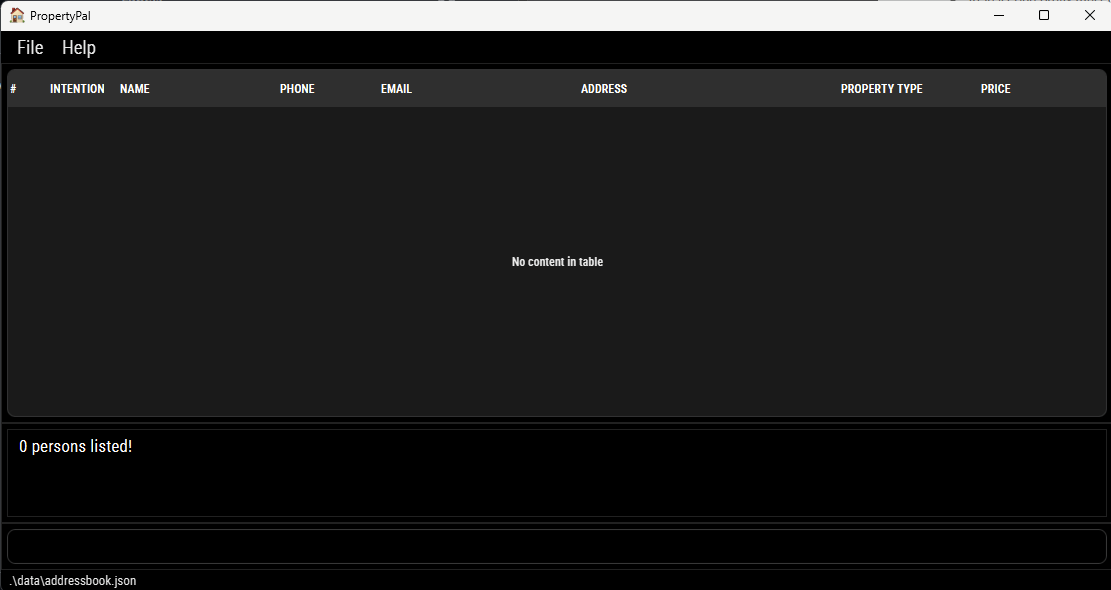 PropertyPal
File Help
# INTENTION NAME PHONE EMAIL ADDRESS PROPERTY TYPE PRICE
No content in table
0 persons listed!
.\data\addressbook.json